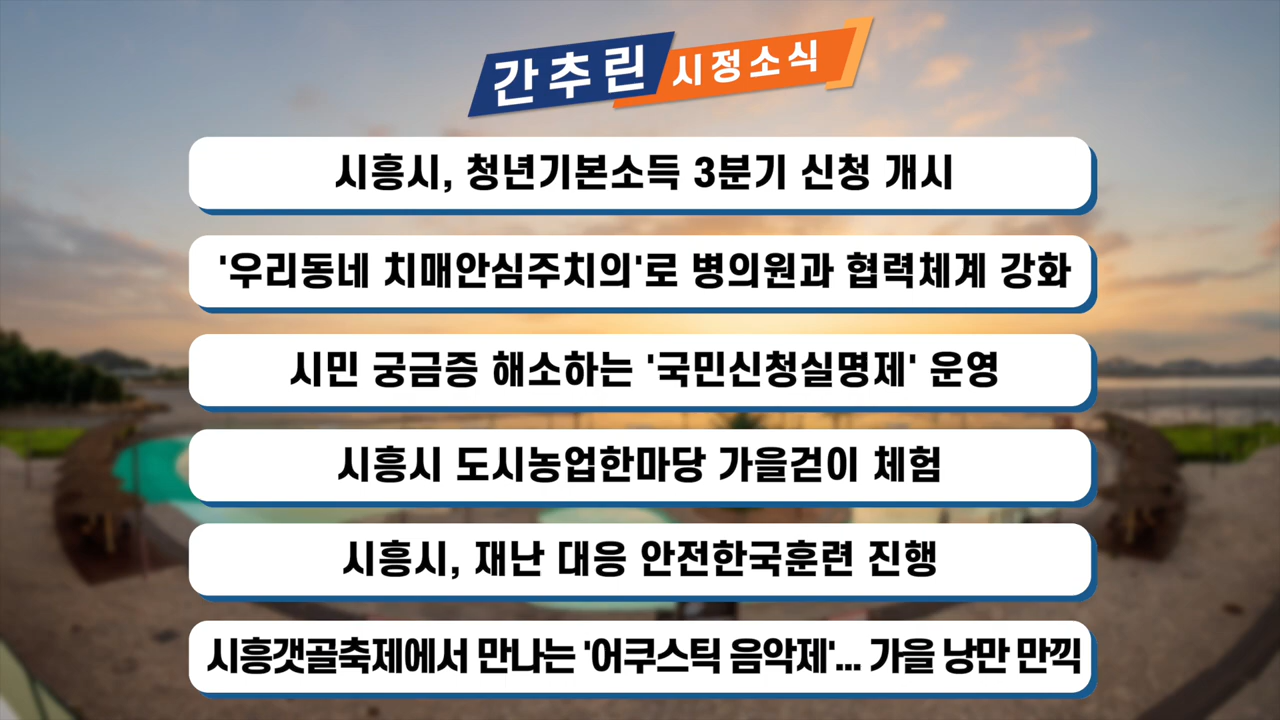 간추린 시정소식
시흥시, 청년기본소득 3분기 신청 개시
'우리동네 치매안심주치의'로 병의원과 협력체계 강화
시민 궁금증 해소하는 '국민신청실명제' 운영
시흥시 도시농업한마당 가을걷이 체험
시흥시, 재난 대응 안전한국훈련 진행
시흥갯골축제에서 만나는 '어쿠스틱 음악제'... 가을 낭만 만끽